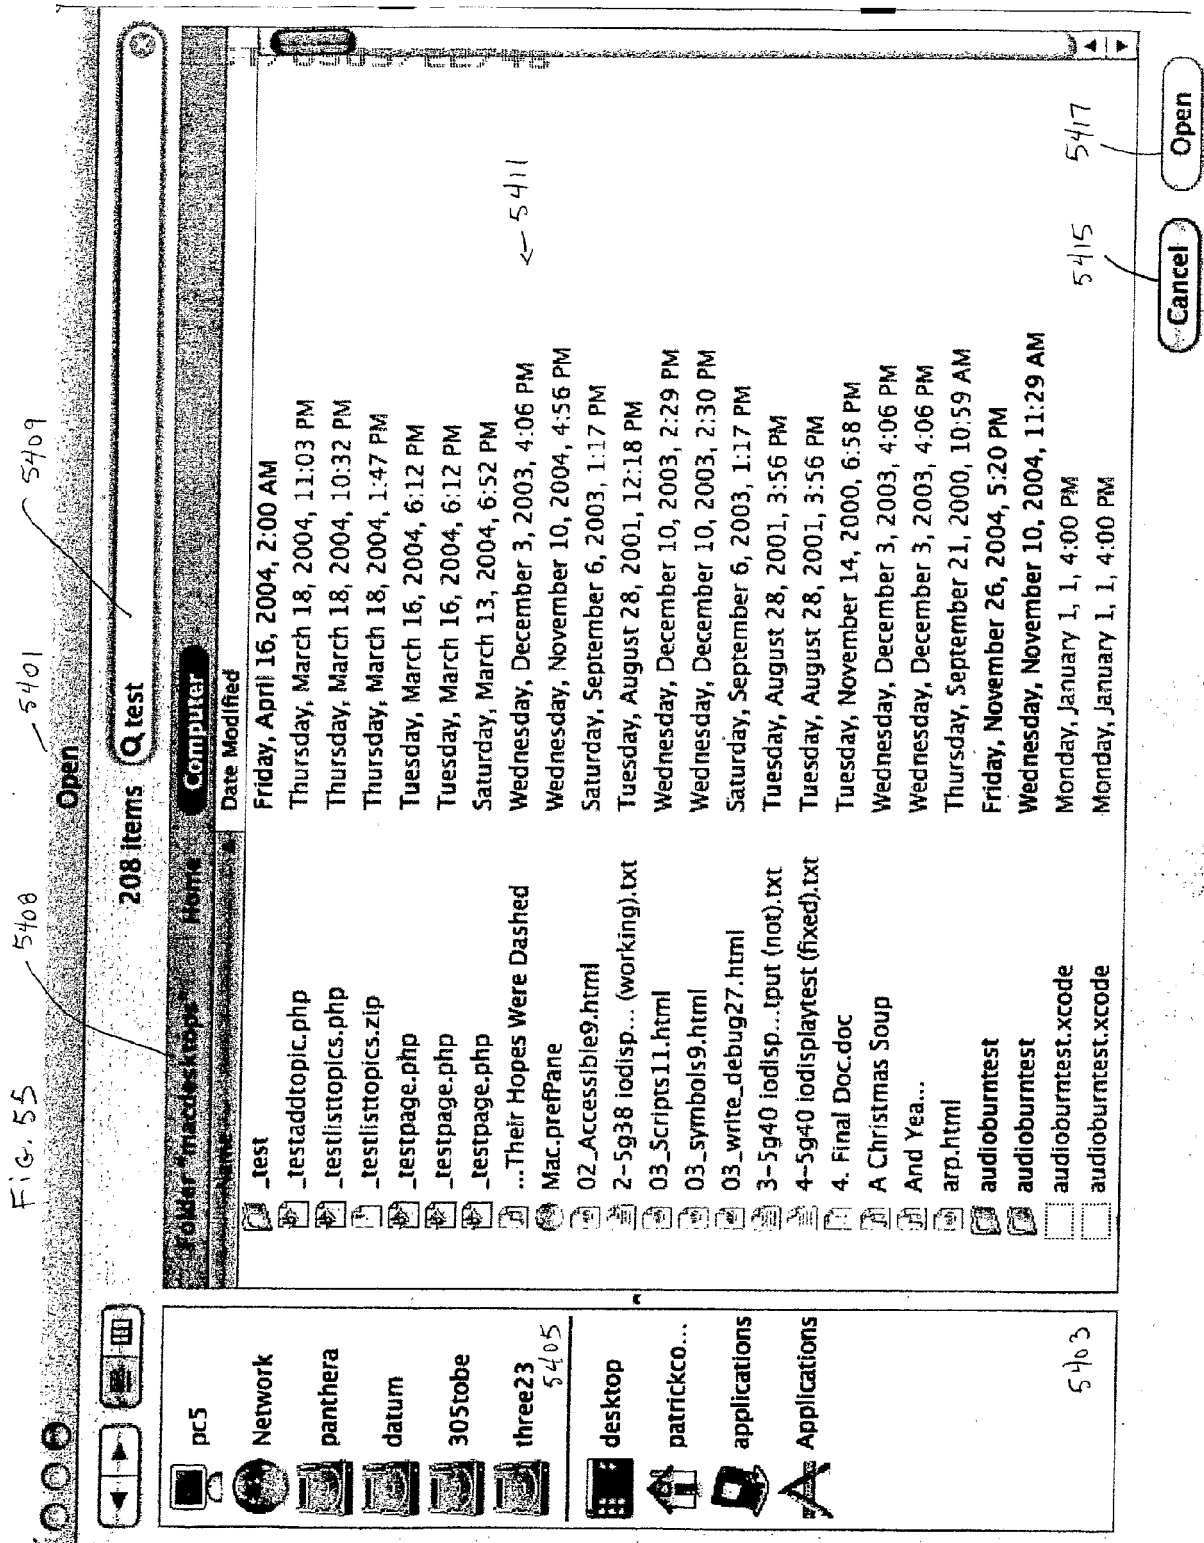 FIG. 55
5408
5401
5409
Open
208 items
test
Folder "macdesktops" Home Computer
Name Date Modified
_test Friday, April 16, 2004, 2:00 AM
_testaddtopic.php Thursday, March 18, 2004, 11:03 PM
_testlisttopics.php Thursday, March 18, 2004, 10:32 PM
_testlisttopics.zip Thursday, March 18, 2004, 1:47 PM
_testpage.php Tuesday, March 16, 2004, 6:12 PM
_testpage.php Tuesday, March 16, 2004, 6:12 PM
_testpage.php Saturday, March 13, 2004, 6:52 PM
...Their Hopes Were Dashed Wednesday, December 3, 2003, 4:06 PM
Mac.prefPane Wednesday, November 10, 2004, 4:56 PM
02_Accessible9.html Saturday, September 6, 2003, 1:17 PM
2-5g38 iodisp... (working).txt Tuesday, August 28, 2001, 12:18 PM
03_Scripts11.html Wednesday, December 10, 2003, 2:29 PM
03_symbols9.html Wednesday, December 10, 2003, 2:30 PM
03_write_debug27.html Saturday, September 6, 2003, 1:17 PM
3-5g40 iodisp...tput (not).txt Tuesday, August 28, 2001, 3:56 PM
4-5g40 iodisplaytest (fixed).txt Tuesday, August 28, 2001, 3:56 PM
4. Final Doc.doc Tuesday, November 14, 2000, 6:58 PM
A Christmas Soup Wednesday, December 3, 2003, 4:06 PM
And Yea... Wednesday, December 3, 2003, 4:06 PM
arp.html Thursday, September 21, 2000, 10:59 AM
audioburntest Friday, November 26, 2004, 5:20 PM
audioburntest Wednesday, November 10, 2004, 11:29 AM
audioburntest.xcode Monday, January 1, 1, 4:00 PM
audioburntest.xcode Monday, January 1, 1, 4:00 PM
← 5411
pc5
Network
panthera
datum
305tobe
three23
5405
desktop
patrickco...
applications
Applications
5403
5415
5417
Cancel
Open